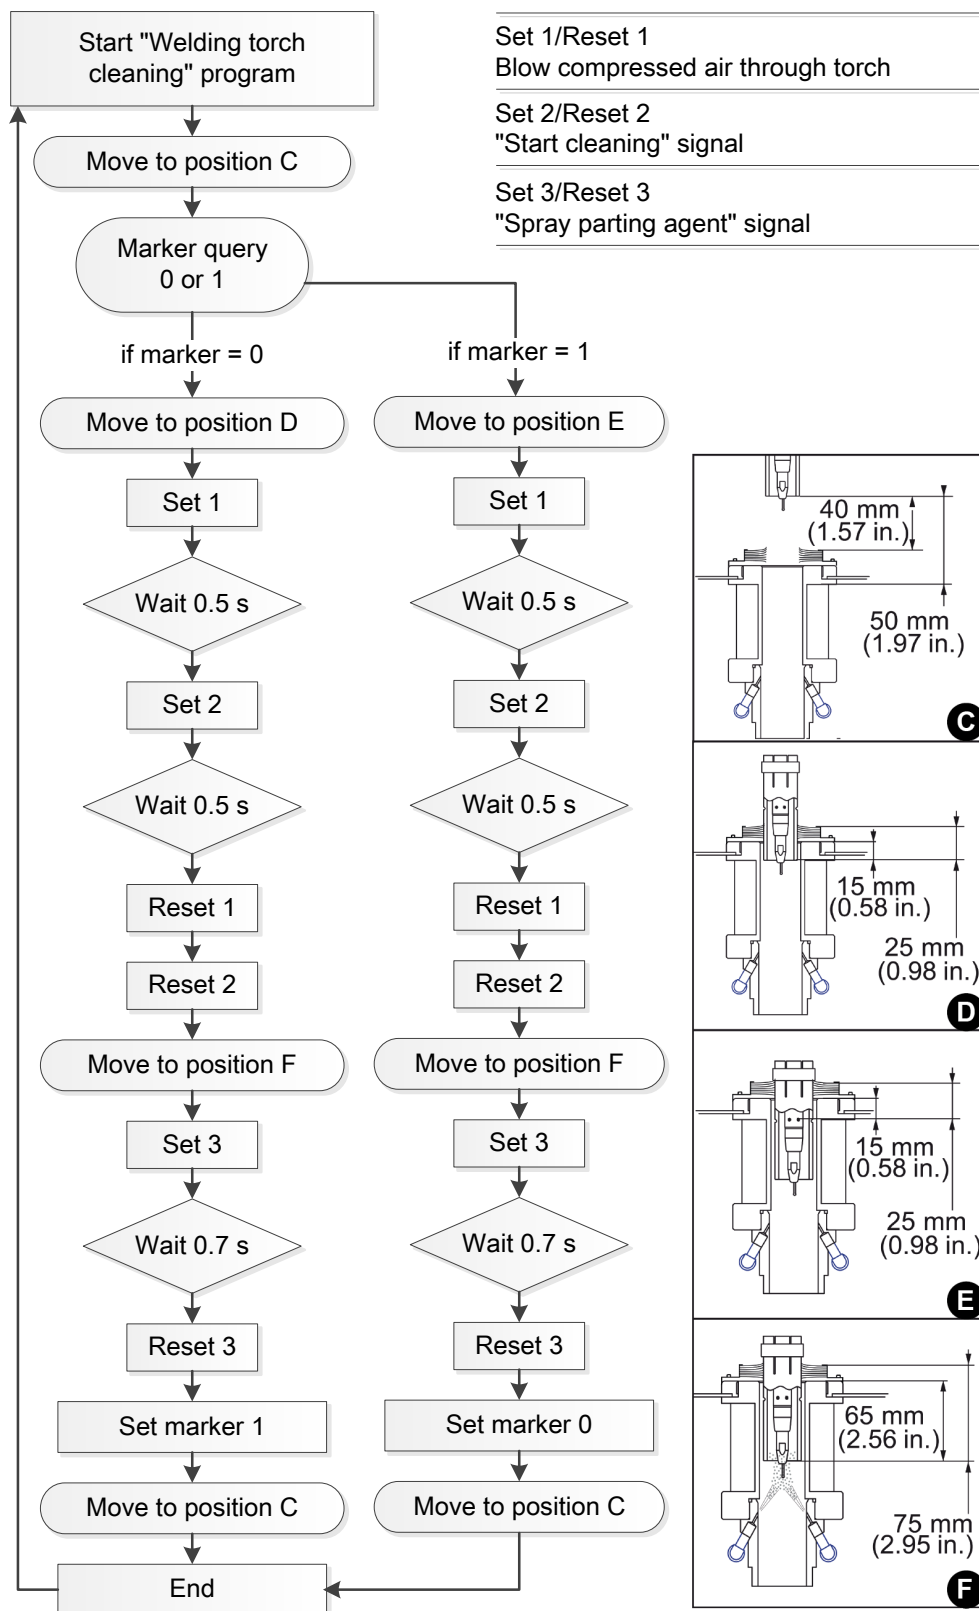 Start "Welding torch
cleaning" program
Move to position C
Marker query
0 or 1
if marker = 0
Move to position D
Set 1
Wait 0.5 s
Set 2
Wait 0.5 s
Reset 1
Reset 2
Move to position F
Set 3
Wait 0.7 s
Reset 3
Set marker 1
Move to position C
End
if marker = 1
Move to position E
Set 1
Wait 0.5 s
Set 2
Wait 0.5 s
Reset 1
Reset 2
Move to position F
Set 3
Wait 0.7 s
Reset 3
Set marker 0
Move to position C
Set 1/Reset 1
Blow compressed air through torch
Set 2/Reset 2
"Start cleaning" signal
Set 3/Reset 3
"Spray parting agent" signal
40 mm
(1.57 in.)
50 mm
(1.97 in.)
C
15 mm
(0.58 in.)
25 mm
(0.98 in.)
D
15 mm
(0.58 in.)
25 mm
(0.98 in.)
E
65 mm
(2.56 in.)
75 mm
(2.95 in.)
F